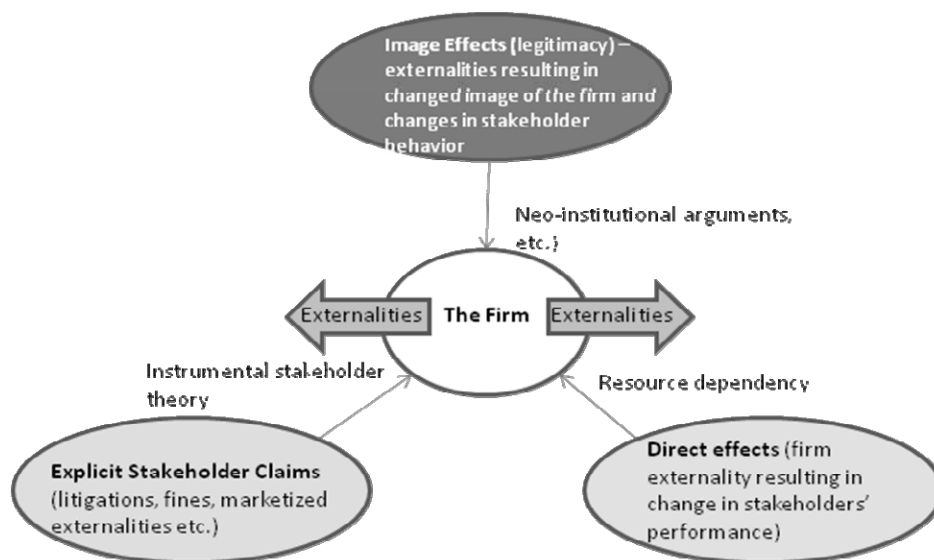 Image Effects (legitimacy) –
externalities resulting in
changed image of the firm and
changes in stakeholder
behavior
Neo-institutional arguments,
etc.)
Externalities
The Firm
Externalities
Instrumental stakeholder
theory
Resource dependency
Explicit Stakeholder Claims
(litigations, fines, marketized
externalities etc.)
Direct effects (firm
externality resulting in
change in stakeholders'
performance)